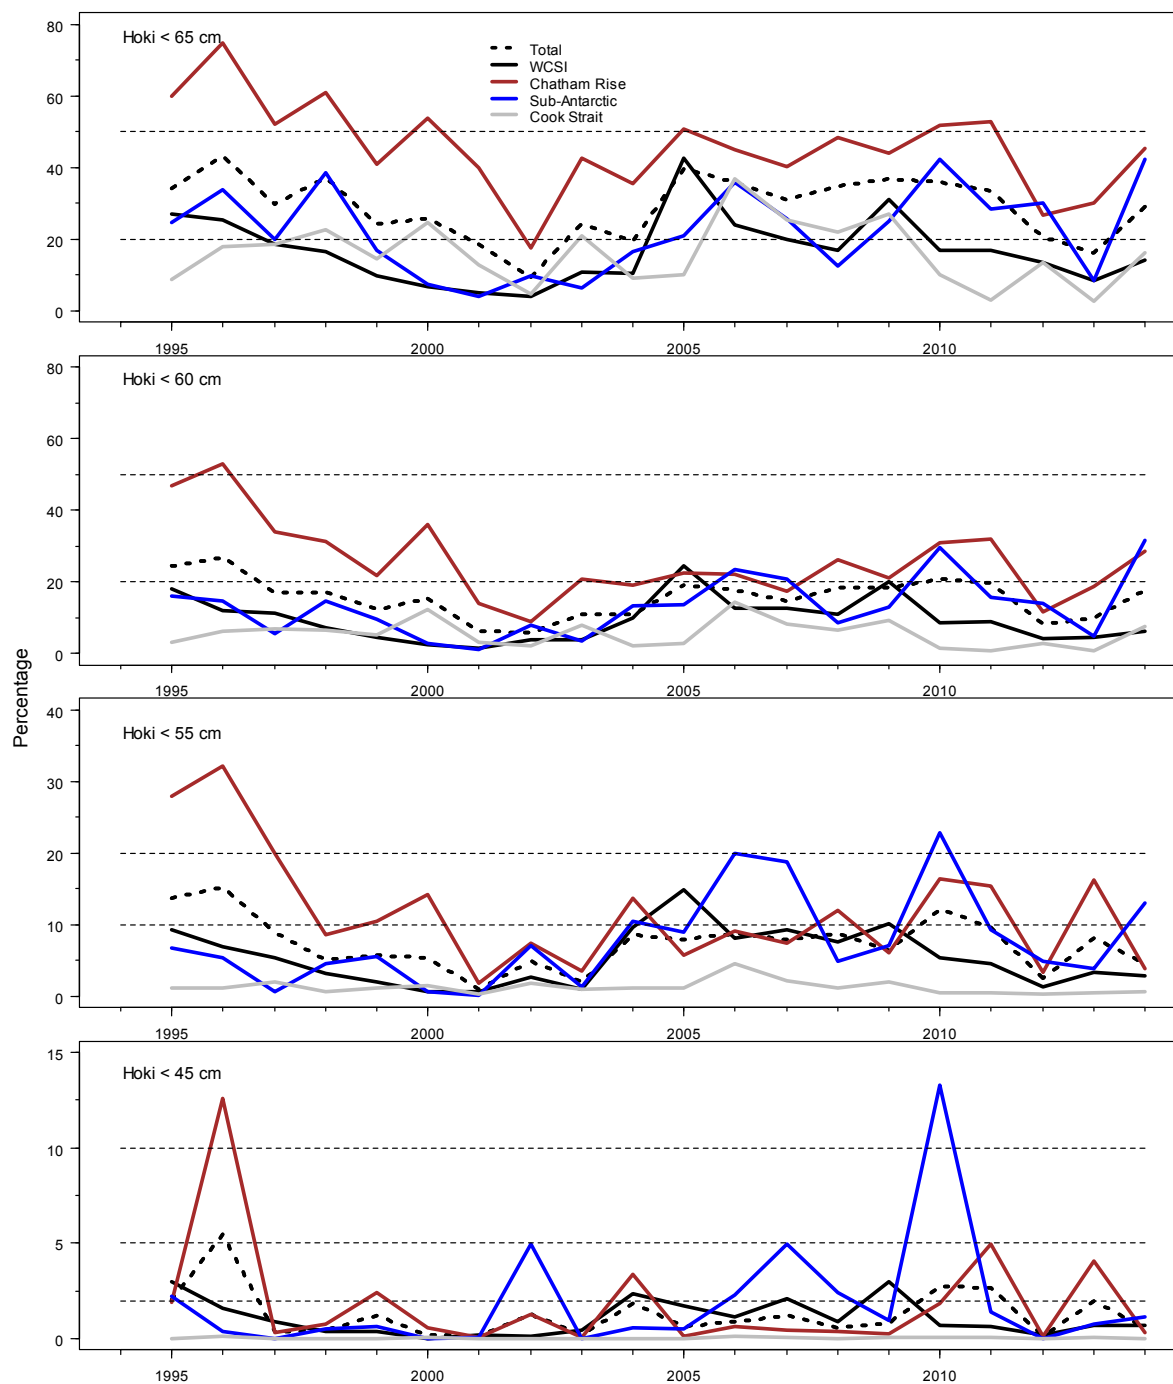 Hoki < 65 cm
Total
WCSI
Chatham Rise
Sub-Antarctic
Cook Strait
80
60
40
20
0
1995 2000 2005 2010
Hoki < 60 cm
80
60
40
20
0
1995 2000 2005 2010
Percentage
Hoki < 55 cm
40
30
20
10
0
1995 2000 2005 2010
Hoki < 45 cm
15
10
5
0
1995 2000 2005 2010